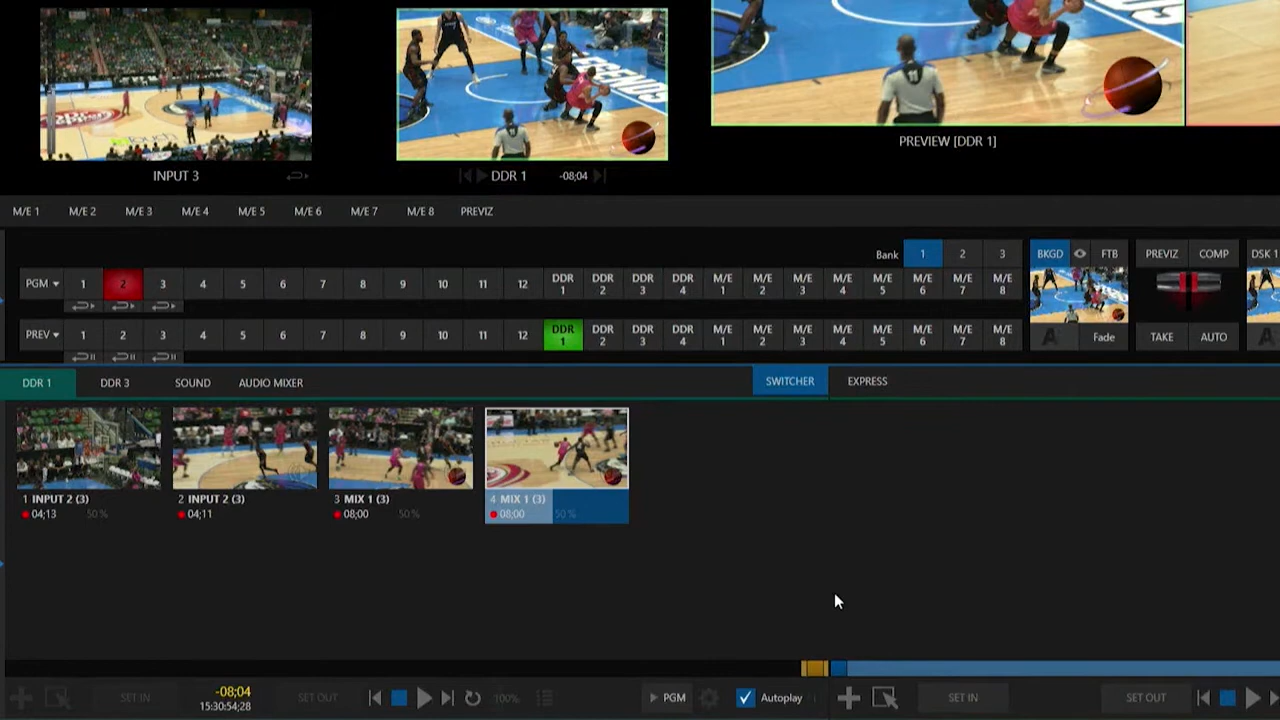 LEGENDS
INPUT 3
DDR 1
-08;04
PREVIEW [DDR 1]
M/E 1 M/E 2 M/E 3 M/E 4 M/E 5 M/E 6 M/E 7 M/E 8 PREVIZ
Bank 1 2 3
BKGD FTB PREVIZ COMP DSK 1
PGM 1 2 3 4 5 6 7 8 9 10 11 12 DDR 1 DDR 2 DDR 3 DDR 4 M/E 1 M/E 2 M/E 3 M/E 4 M/E 5 M/E 6 M/E 7 M/E 8
PREV 1 2 3 4 5 6 7 8 9 10 11 12 DDR 1 DDR 2 DDR 3 DDR 4 M/E 1 M/E 2 M/E 3 M/E 4 M/E 5 M/E 6 M/E 7 M/E 8
A Fade TAKE AUTO A
DDR 1 DDR 3 SOUND AUDIO MIXER SWITCHER EXPRESS
1 INPUT 2 (3) 2 INPUT 2 (3) 3 MIX 1 (3) 4 MIX 1 (3)
04;13 50% 04;11 08;00 50% 08;00 50%
SET IN -08;04 SET OUT 100% PGM Autoplay SET IN SET OUT
15:30:54;28